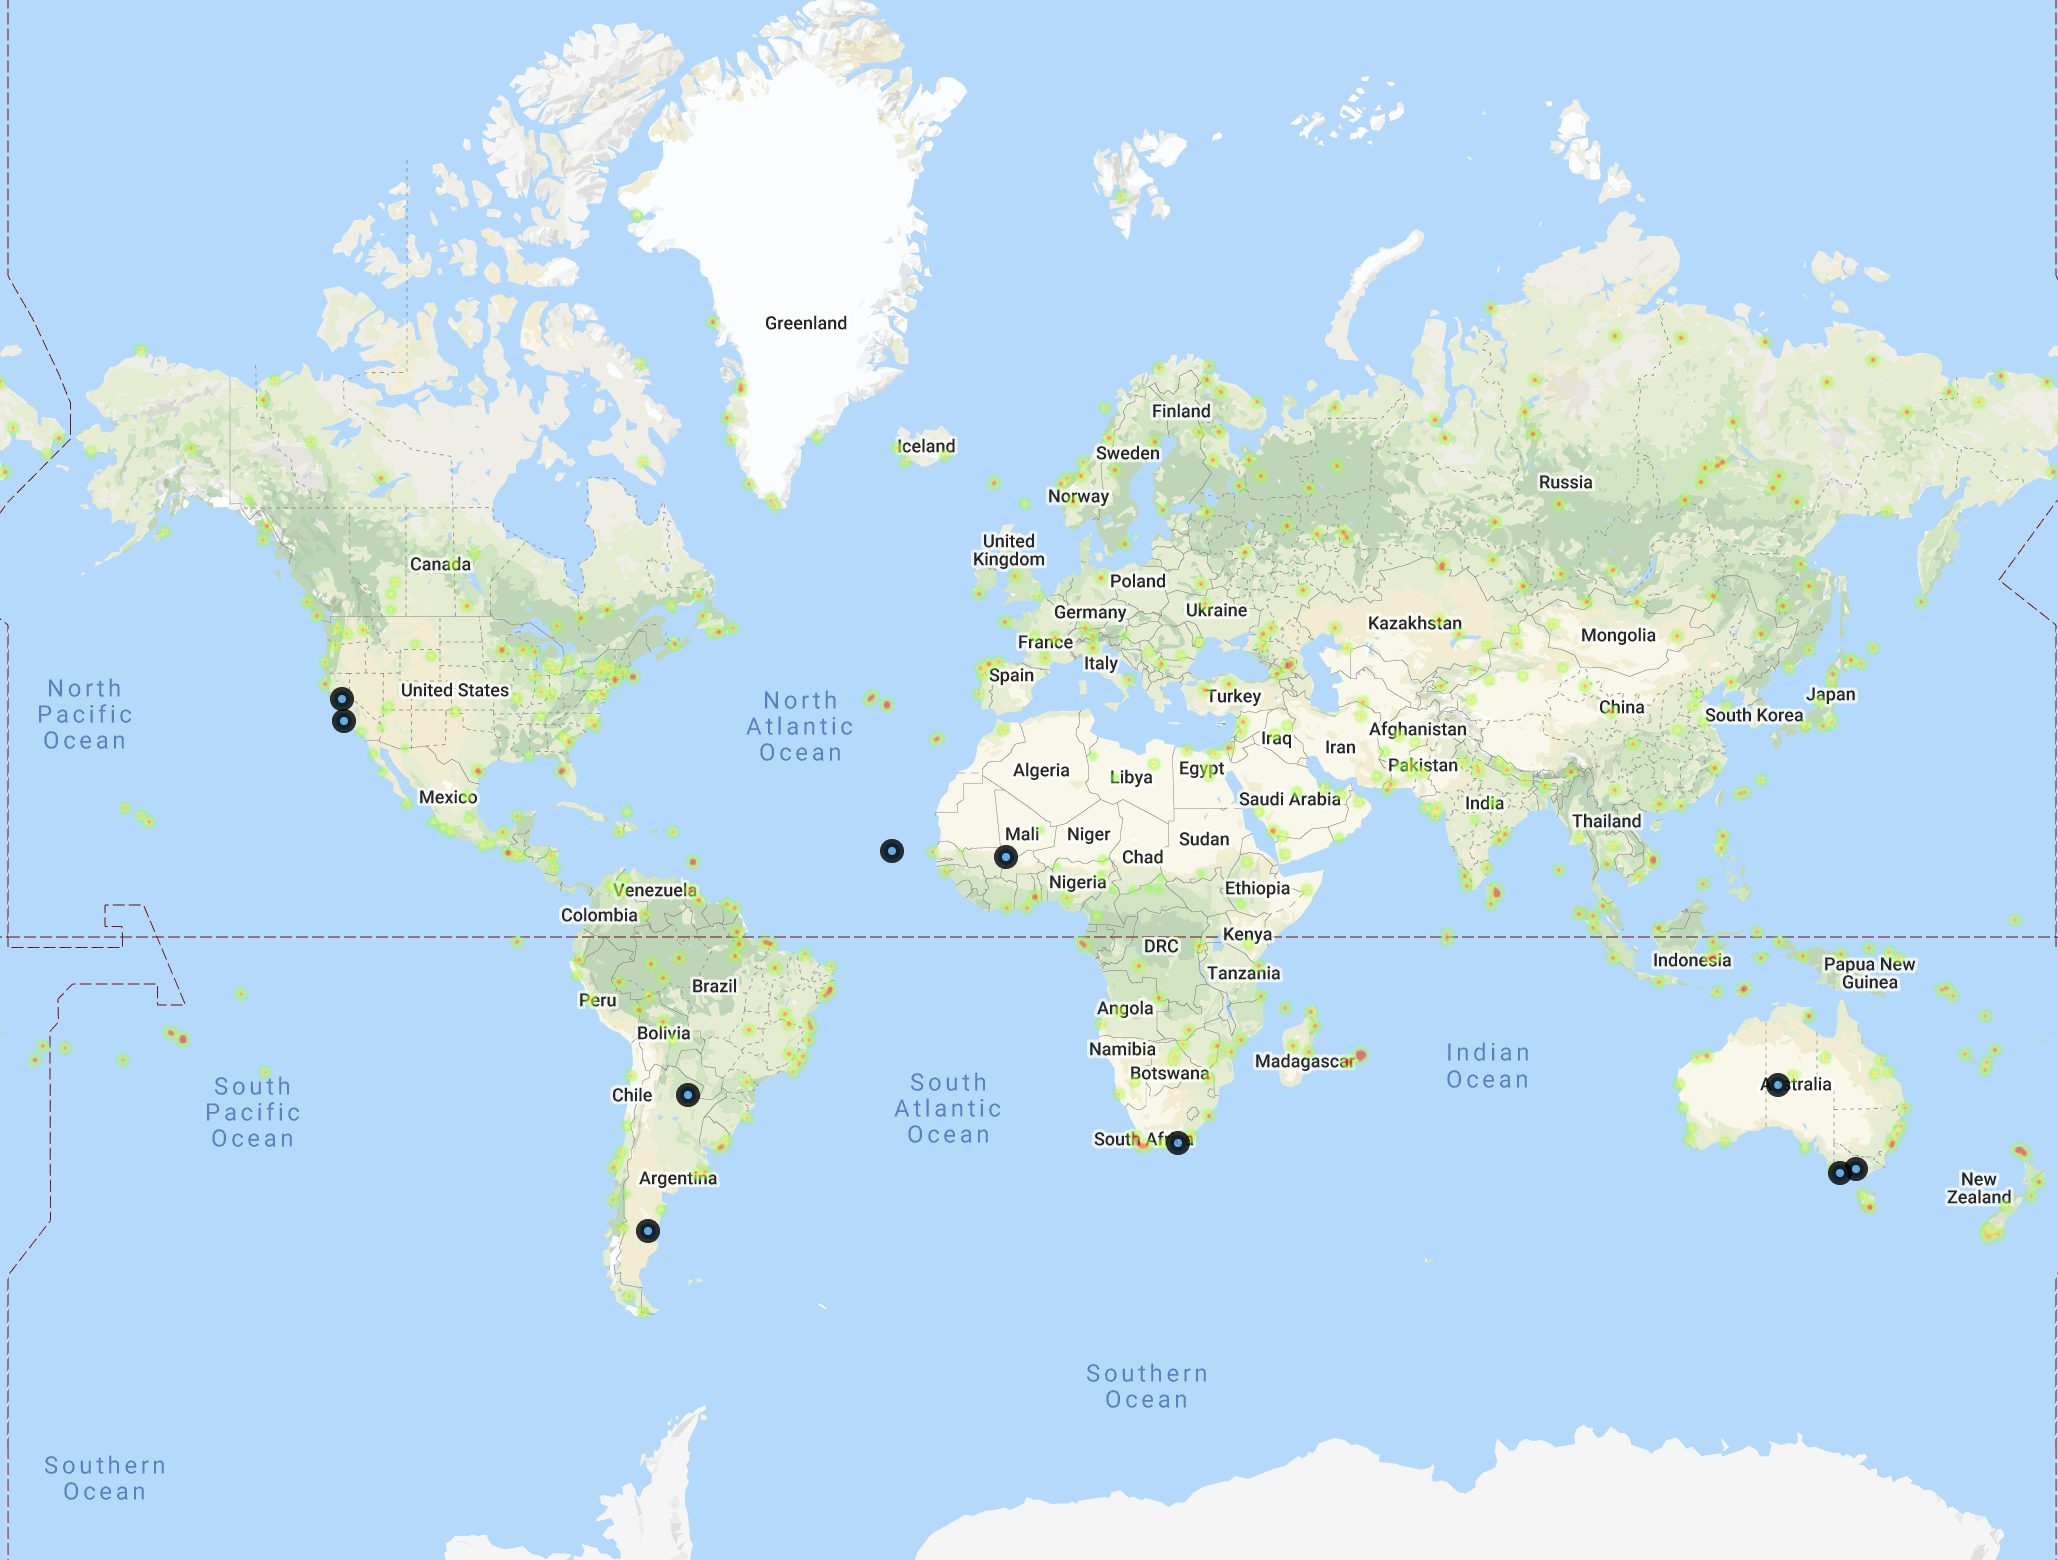 Greenland
Finland
Iceland
Sweden
Russia
Norway
United
Kingdom
Canada
Poland
Germany
Ukraine
Kazakhstan
Mongolia
France
Italy
Spain
North
Pacific
Ocean
United States
North
Atlantic
Ocean
Turkey
Japan
China
South Korea
Afghanistan
Iraq
Iran
Pakistan
Algeria
Libya
Egypt
Mexico
Saudi Arabia
India
Thailand
Mali
Niger
Sudan
Chad
Nigeria
Ethiopia
Venezuela
Colombia
Kenya
DRC
Indonesia
Tanzania
Papua New
Guinea
Brazil
Peru
Angola
Bolivia
Namibia
Madagascar
Indian
Ocean
Botswana
Chile
Australia
South
Pacific
Ocean
South
Atlantic
Ocean
South Africa
Argentina
New
Zealand
Southern
Ocean
Southern
Ocean